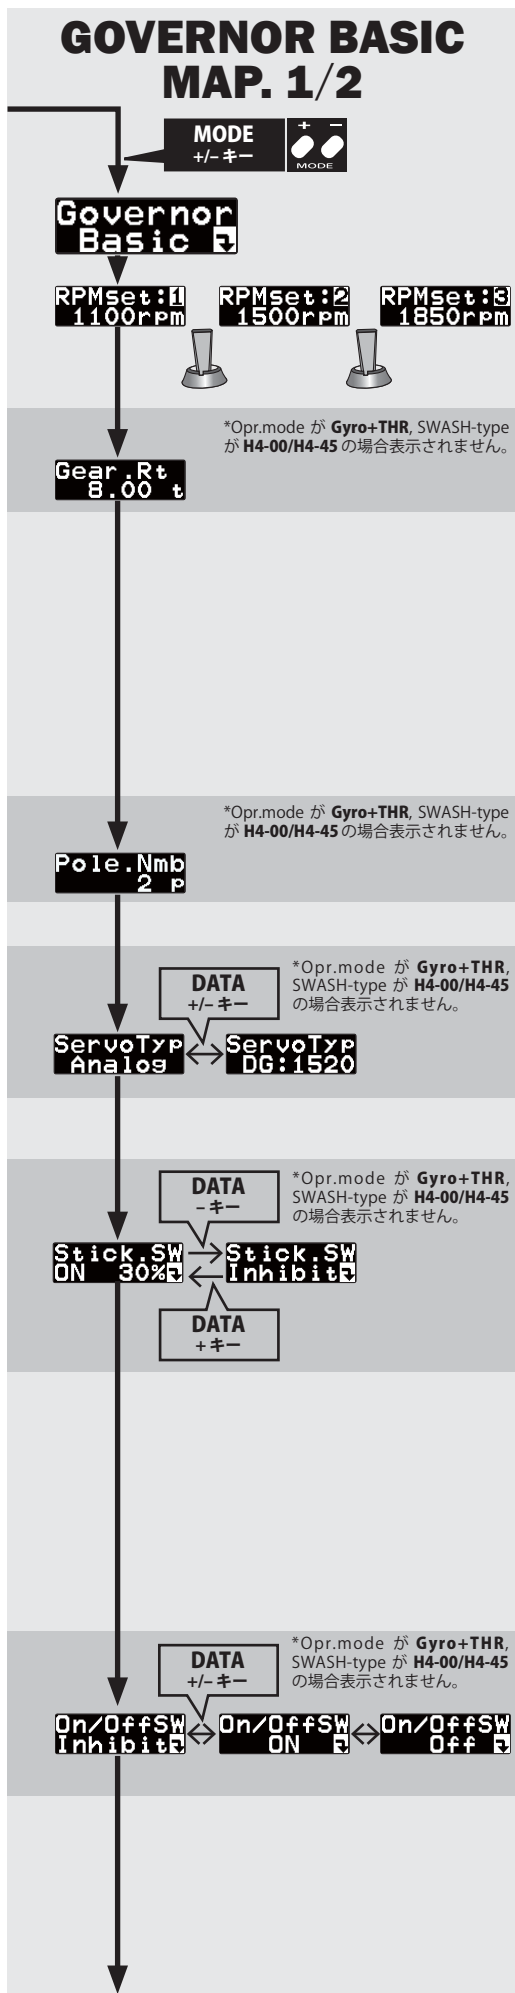 GOVERNOR BASIC
MAP. 1/2
MODE
+/– キー
+ –
MODE
Governor
Basic
RPMset:1
1100rpm
RPMset:2
1500rpm
RPMset:3
1850rpm
*Opr.mode が Gyro+THR, SWASH-type
が H4-00/H4-45 の場合表示されません。
Gear.Rt
8.00 t
*Opr.mode が Gyro+THR, SWASH-type
が H4-00/H4-45 の場合表示されません。
Pole.Nmb
2 p
*Opr.mode が Gyro+THR,
SWASH-type が H4-00/H4-45
の場合表示されません。
DATA
+/– キー
ServoTyp
Analog
ServoTyp
DG:1520
*Opr.mode が Gyro+THR,
SWASH-type が H4-00/H4-45
の場合表示されません。
DATA
– キー
Stick.SW
ON 30%
Stick.SW
Inhibit
DATA
+ キー
*Opr.mode が Gyro+THR,
SWASH-type が H4-00/H4-45
の場合表示されません。
DATA
+/– キー
On/OffSW
Inhibit
On/OffSW
ON
On/OffSW
Off